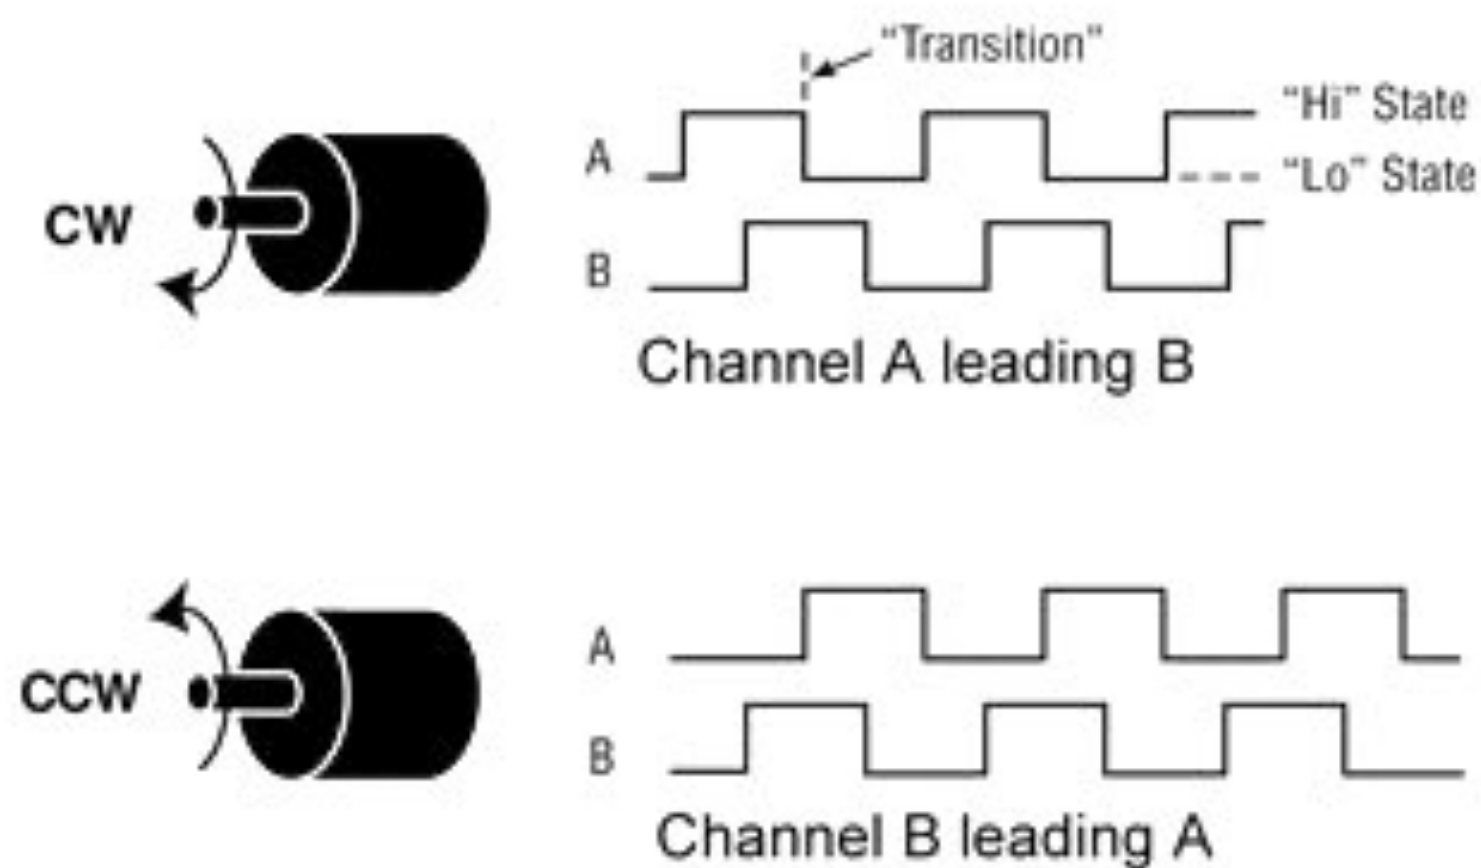 “Transition”
“Hi” State
A
“Lo” State
CW
B
Channel A leading B
A
CCW
B
Channel B leading A